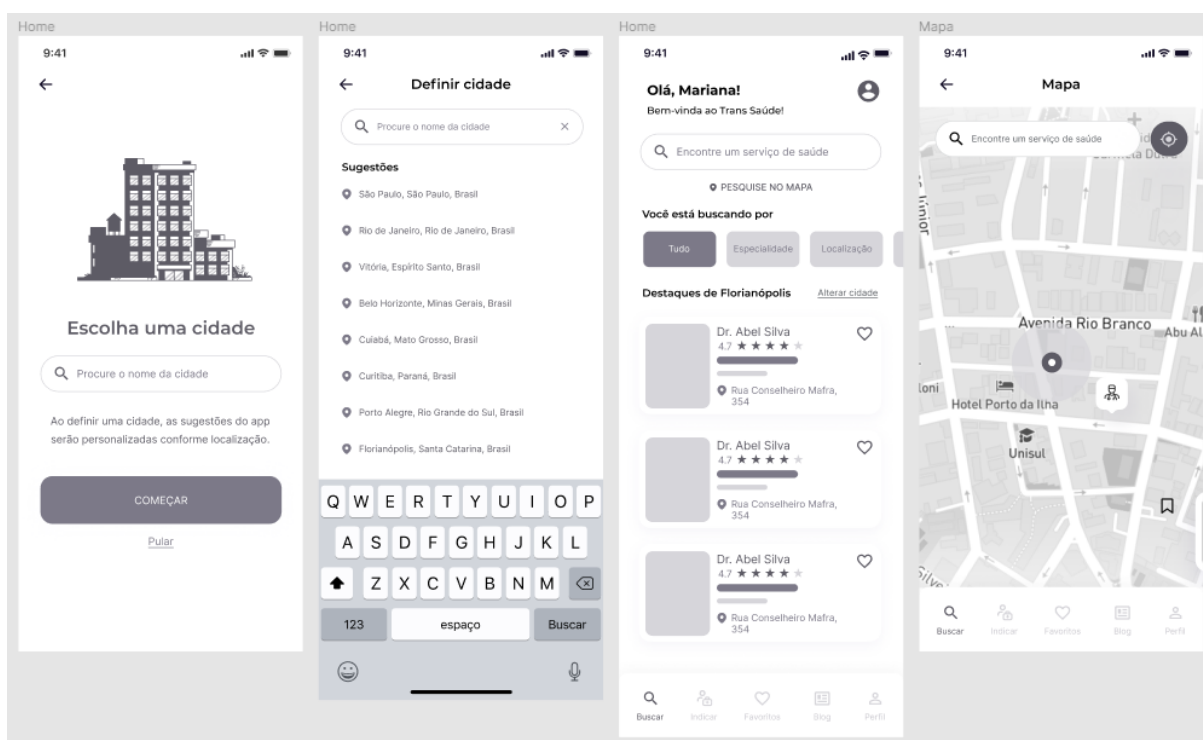 Home
9:41
Escolha uma cidade
Procure o nome da cidade
Ao definir uma cidade, as sugestões do app
serão personalizadas conforme localização.
COMEÇAR
Pular
Home
9:41
Definir cidade
Procure o nome da cidade
Sugestões
São Paulo, São Paulo, Brasil
Rio de Janeiro, Rio de Janeiro, Brasil
Vitória, Espírito Santo, Brasil
Belo Horizonte, Minas Gerais, Brasil
Cuiabá, Mato Grosso, Brasil
Curitiba, Paraná, Brasil
Porto Alegre, Rio Grande do Sul, Brasil
Florianópolis, Santa Catarina, Brasil
Q W E R T Y U I O P
A S D F G H J K L
Z X C V B N M
123 espaço Buscar
Home
9:41
Olá, Mariana!
Bem-vinda ao Trans Saúde!
Encontre um serviço de saúde
PESQUISE NO MAPA
Você está buscando por
Tudo Especialidade Localização
Destaques de Florianópolis Alterar cidade
Dr. Abel Silva
4.7
Rua Conselheiro Mafra,
354
Dr. Abel Silva
4.7
Rua Conselheiro Mafra,
354
Dr. Abel Silva
4.7
Rua Conselheiro Mafra,
354
Buscar Indicar Favoritos Blog Perfil
Mapa
9:41
Mapa
Encontre um serviço de saúde
Júnior
Avenida Rio Branco
Abu Al
loni
Hotel Porto da Ilha
Unisul
Silve
Buscar Indicar Favoritos Blog Perfil